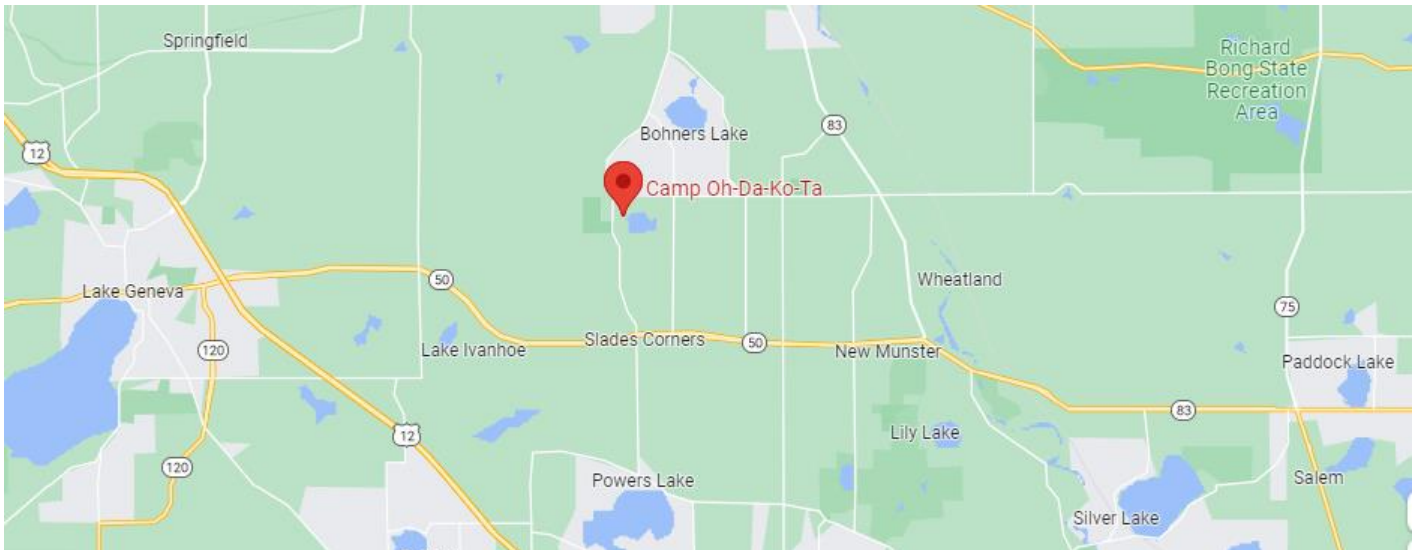 Springfield
Richard
Bong State
Recreation
Area
Bohners Lake
83
12
Camp Oh-Da-Ko-Ta
Lake Geneva
50
Wheatland
75
120
Lake Ivanhoe
Slades Corners
50
New Munster
Paddock Lake
83
12
Lily Lake
120
Powers Lake
Salem
Silver Lake